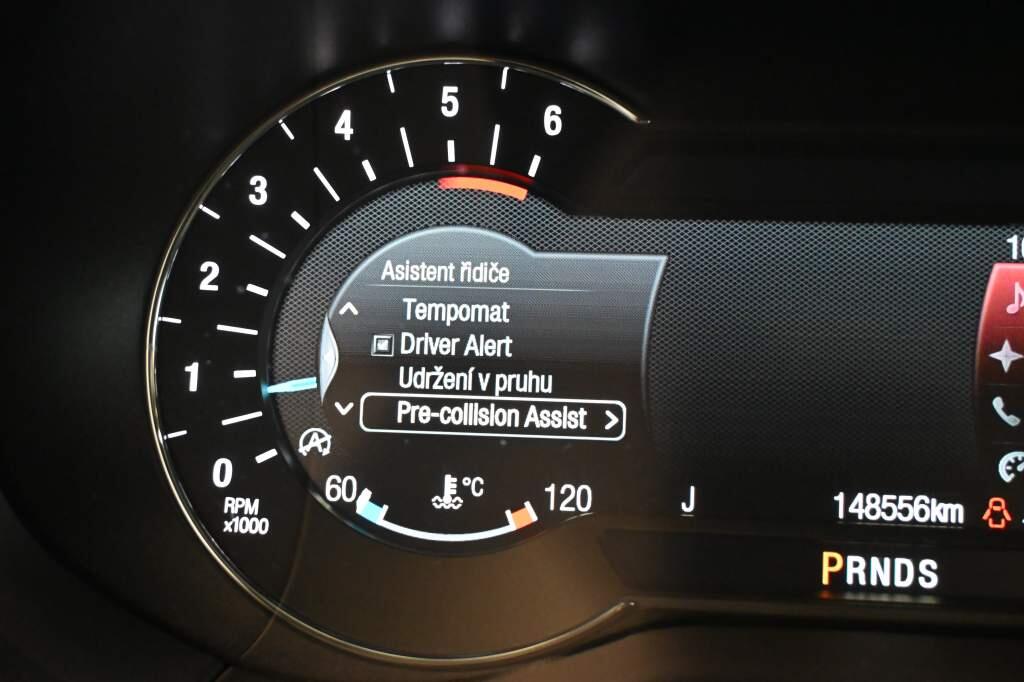 6
5
4
3
2
1
0
RPM
x1000
Asistent řidiče
Tempomat
Driver Alert
Udržení v pruhu
Pre-collision Assist
60
°C
120
J
148556km
PRNDS